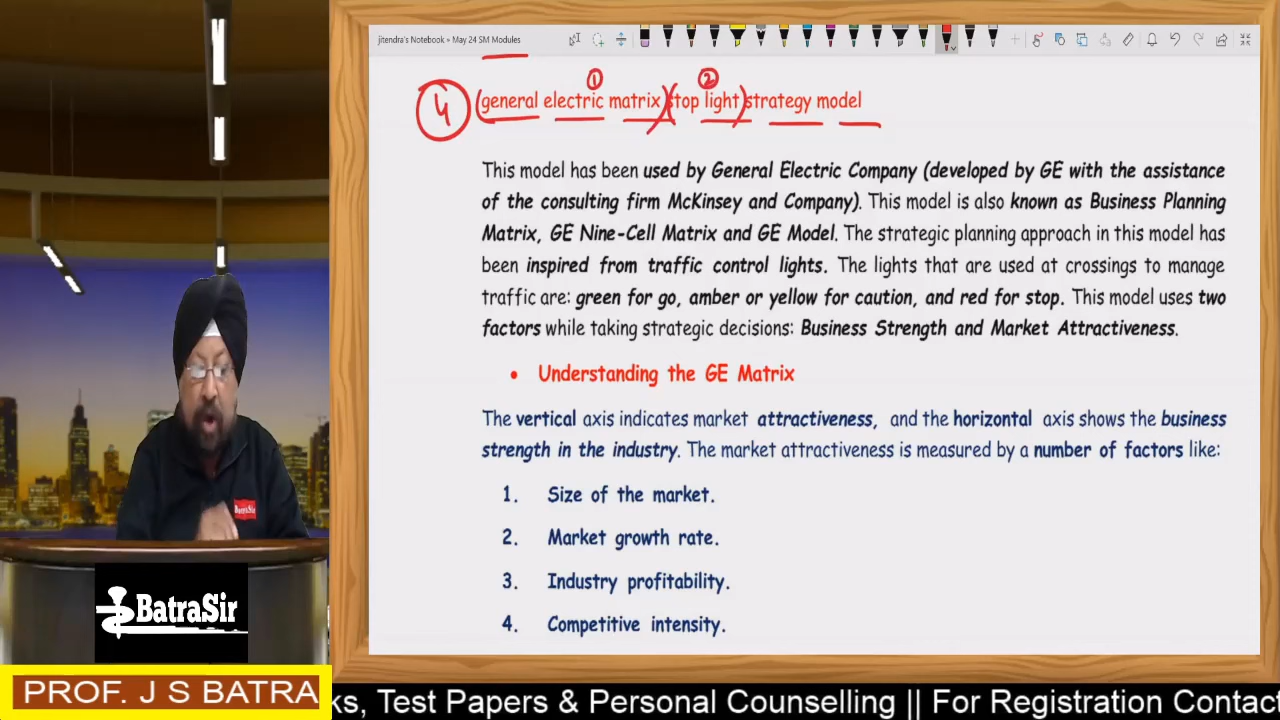 jitendra's Notebook » May 24 SM Modules
① ②
4 (general electric matrix)(stop light) strategy model
This model has been used by General Electric Company (developed by GE with the assistance
of the consulting firm McKinsey and Company). This model is also known as Business Planning
Matrix, GE Nine-Cell Matrix and GE Model. The strategic planning approach in this model has
been inspired from traffic control lights. The lights that are used at crossings to manage
traffic are: green for go, amber or yellow for caution, and red for stop. This model uses two
factors while taking strategic decisions: Business Strength and Market Attractiveness.
• Understanding the GE Matrix
The vertical axis indicates market attractiveness, and the horizontal axis shows the business
strength in the industry. The market attractiveness is measured by a number of factors like:
1. Size of the market.
2. Market growth rate.
3. Industry profitability.
4. Competitive intensity.
BatraSir
BatraSir
PROF. J S BATRA
ks, Test Papers & Personal Counselling || For Registration Contact